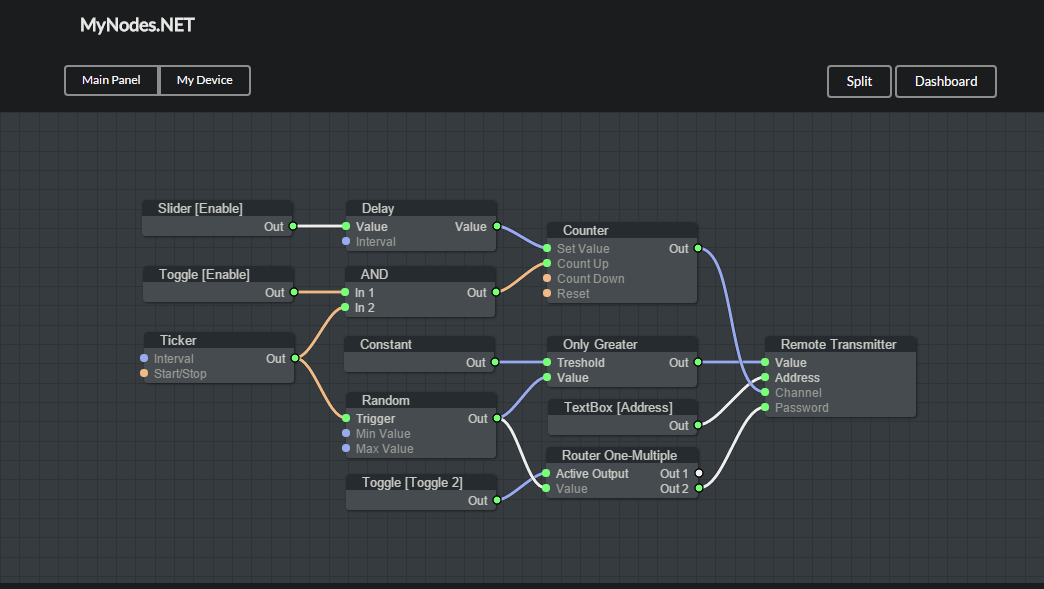 MyNodes.NET
Main Panel
My Device
Split
Dashboard
Slider [Enable]
Out
Delay
Value Value
Interval
Counter
Set Value Out
Count Up
Count Down
Reset
Toggle [Enable]
Out
AND
In 1 Out
In 2
Ticker
Interval Out
Start/Stop
Constant
Out
Only Greater
Treshold Out
Value
Remote Transmitter
Value
Address
Channel
Password
Random
Trigger Out
Min Value
Max Value
TextBox [Address]
Out
Router One-Multiple
Active Output Out 1
Value Out 2
Toggle [Toggle 2]
Out